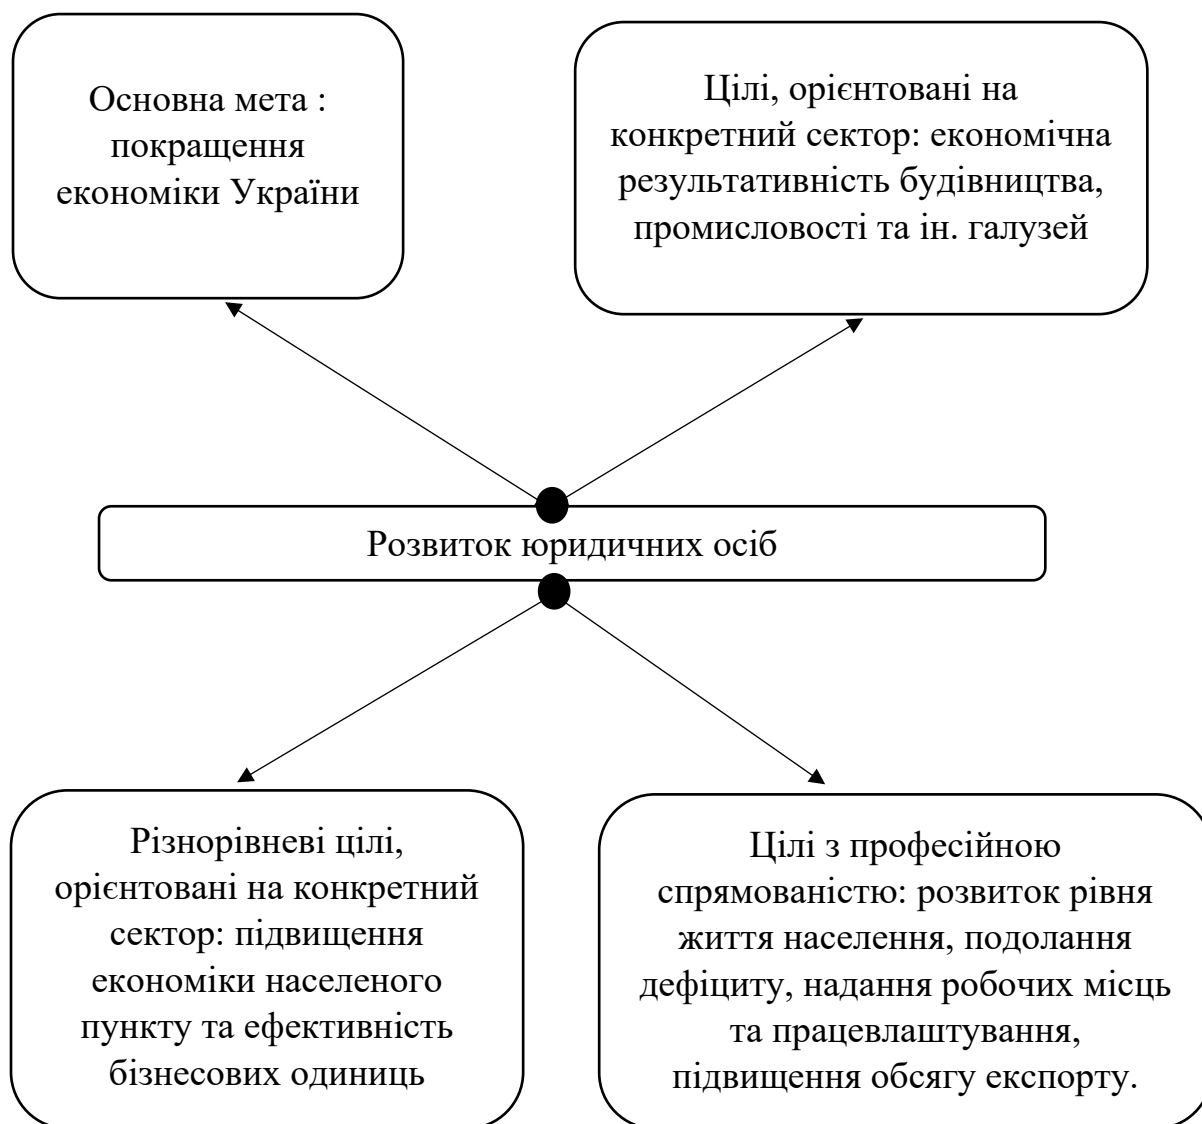 Основна мета :
покращення
економіки України
Цілі, орієнтовані на
конкретний сектор: економічна
результативність будівництва,
промисловості та ін. галузей
Розвиток юридичних осіб
Різнорівневі цілі,
орієнтовані на конкретний
сектор: підвищення
економіки населеного
пункту та ефективність
бізнесових одиниць
Цілі з професійною
спрямованістю: розвиток рівня
життя населення, подолання
дефіциту, надання робочих місць
та працевлаштування,
підвищення обсягу експорту.